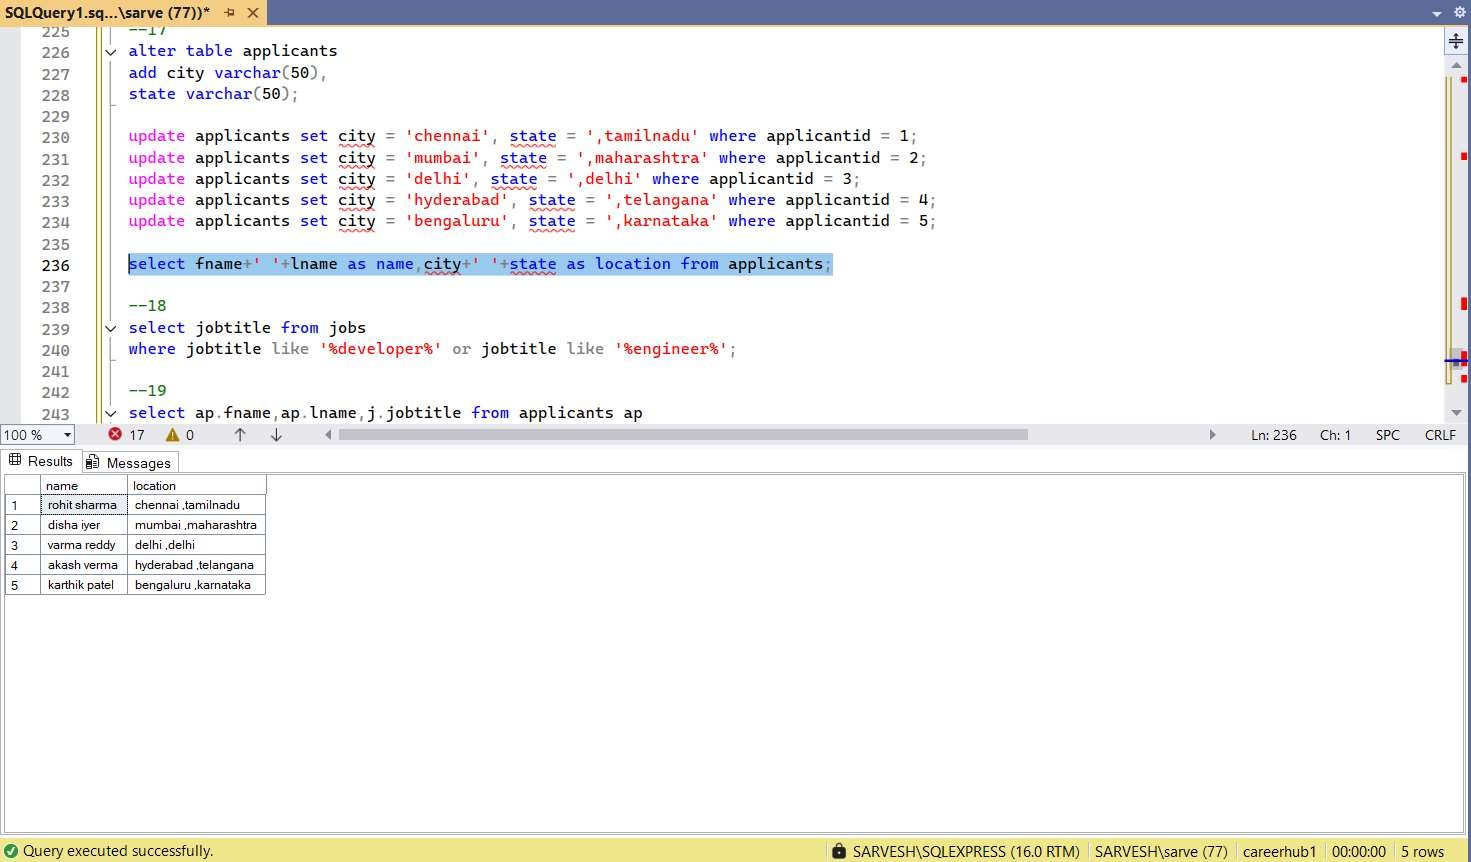 SQLQuery1.sq...\sarve (77))*
225 --17
226 alter table applicants
227 add city varchar(50),
228 state varchar(50);
229
230 update applicants set city = 'chennai', state = ',tamilnadu' where applicantid = 1;
231 update applicants set city = 'mumbai', state = ',maharashtra' where applicantid = 2;
232 update applicants set city = 'delhi', state = ',delhi' where applicantid = 3;
233 update applicants set city = 'hyderabad', state = ',telangana' where applicantid = 4;
234 update applicants set city = 'bengaluru', state = ',karnataka' where applicantid = 5;
235
236 select fname+' '+lname as name,city+' '+state as location from applicants;
237
238 --18
239 select jobtitle from jobs
240 where jobtitle like '%developer%' or jobtitle like '%engineer%';
241
242 --19
243 select ap.fname,ap.lname,j.jobtitle from applicants ap
100 % 17 0 Ln: 236 Ch: 1 SPC CRLF
Results Messages
name location
1 rohit sharma chennai ,tamilnadu
2 disha iyer mumbai ,maharashtra
3 varma reddy delhi ,delhi
4 akash verma hyderabad ,telangana
5 karthik patel bengaluru ,karnataka
Query executed successfully. SARVESH\SQLEXPRESS (16.0 RTM) SARVESH\sarve (77) careerhub1 00:00:00 5 rows